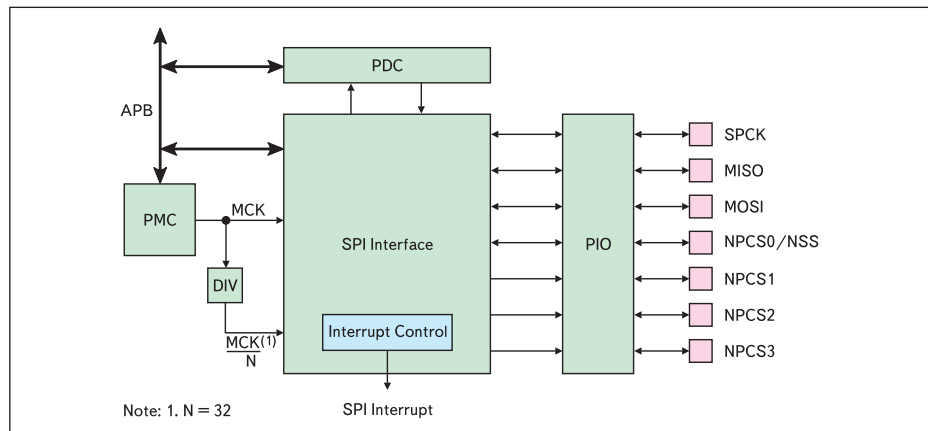 PDC
APB
SPCK
MISO
MOSI
NPCS0/NSS
NPCS1
NPCS2
NPCS3
PMC
MCK
SPI Interface
PIO
DIV
Interrupt Control
MCK(1)
N
SPI Interrupt
Note: 1. N = 32